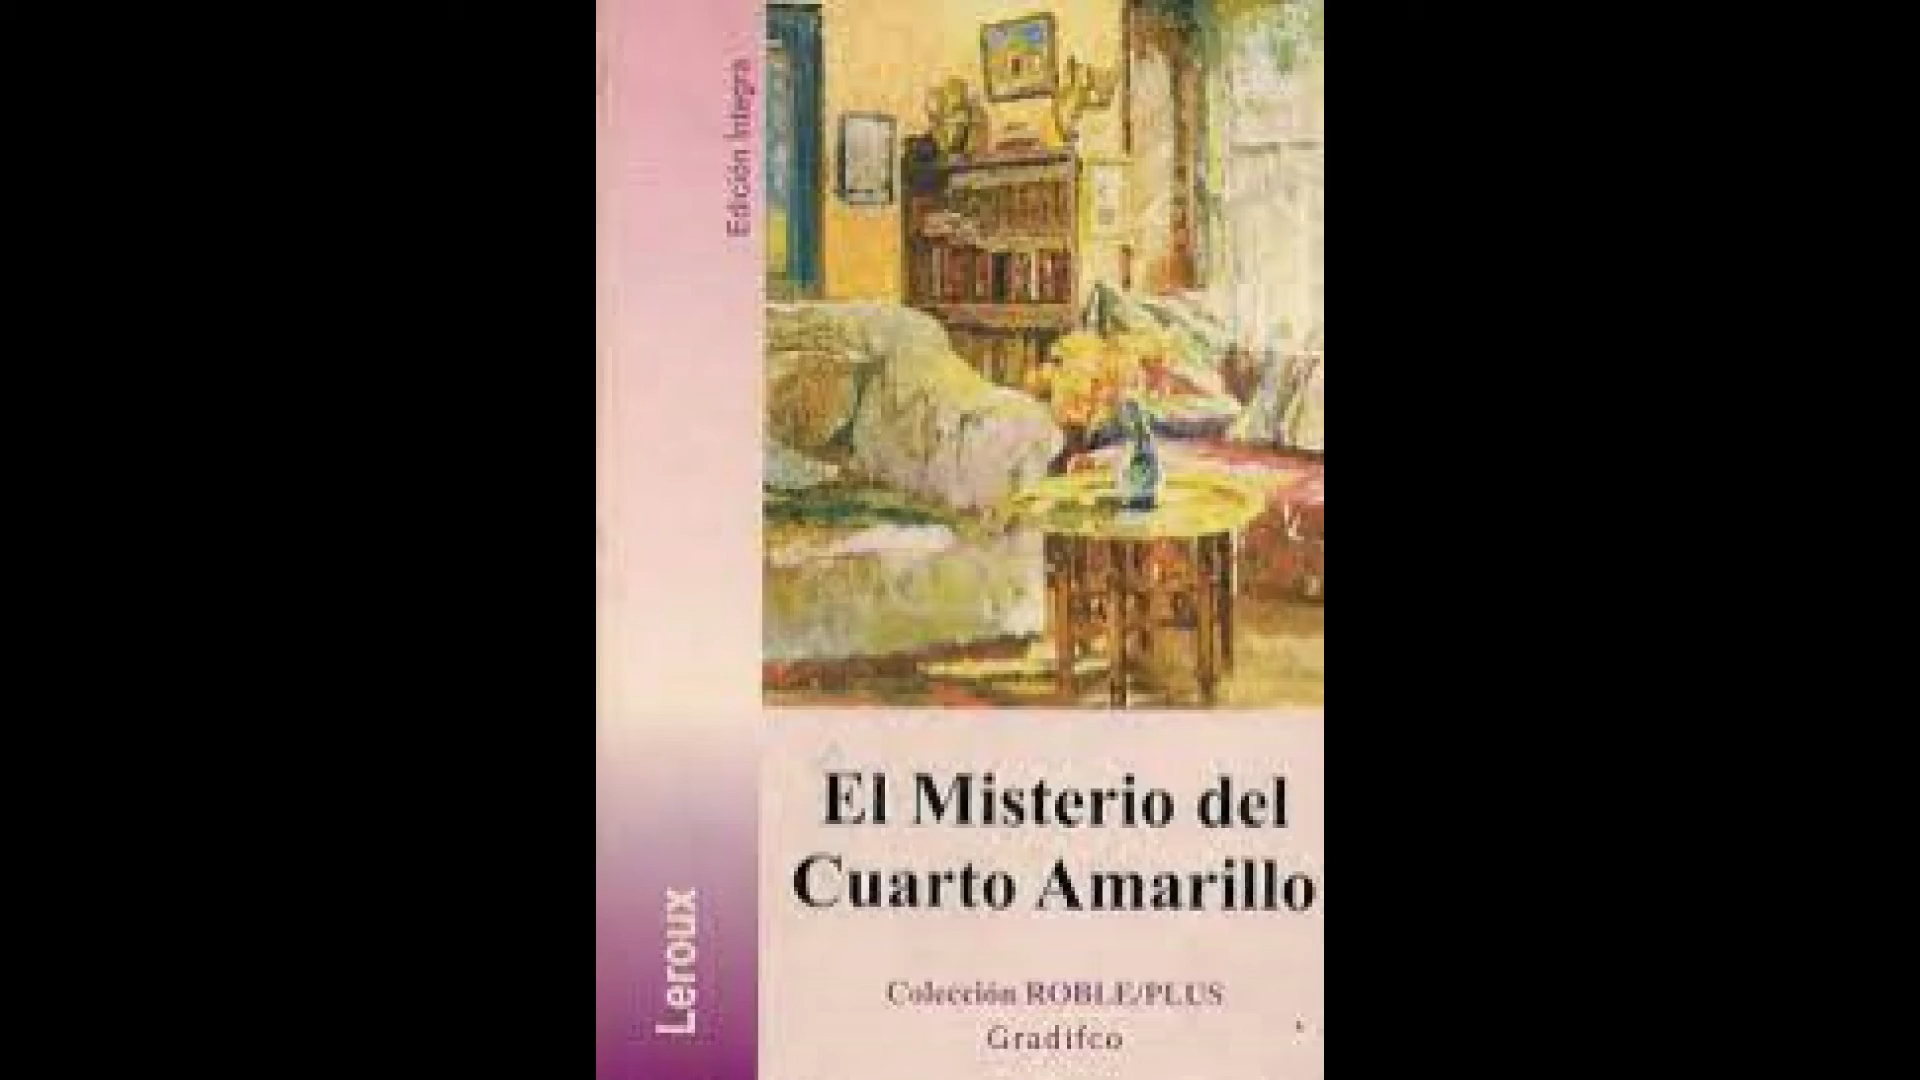 Edición Integra
El Misterio del
Cuarto Amarillo
Leroux
Colección ROBLE/PLUS
Gradifco